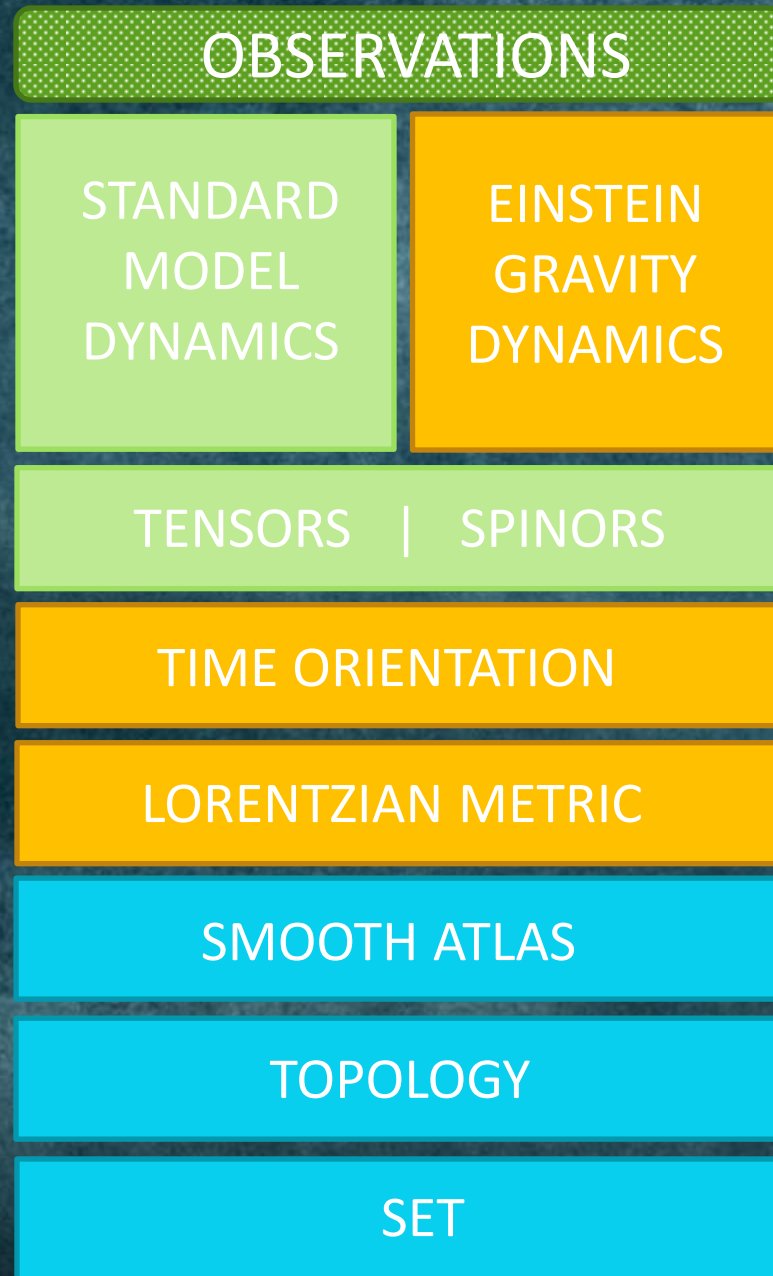 OBSERVATIONS
STANDARD
MODEL
DYNAMICS
EINSTEIN
GRAVITY
DYNAMICS
TENSORS | SPINORS
TIME ORIENTATION
LORENTZIAN METRIC
SMOOTH ATLAS
TOPOLOGY
SET